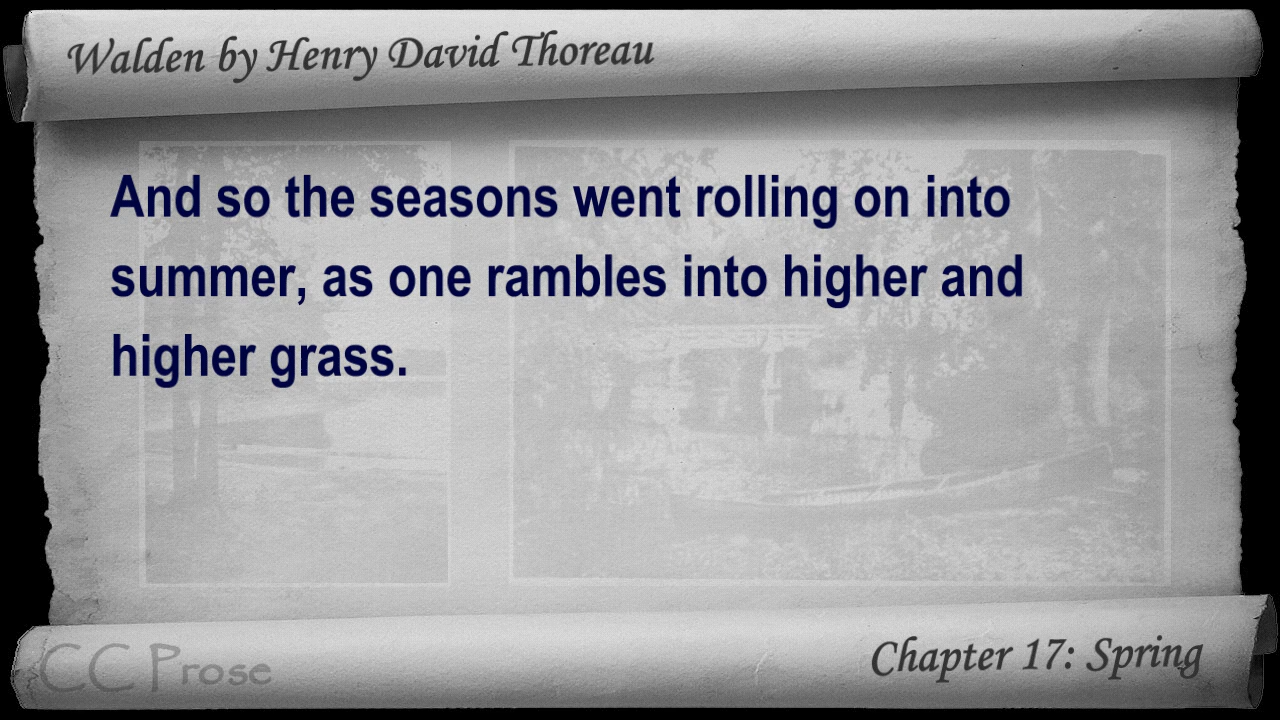 Walden by Henry David Thoreau
And so the seasons went rolling on into
summer, as one rambles into higher and
higher grass.
CC Prose
Chapter 17: Spring